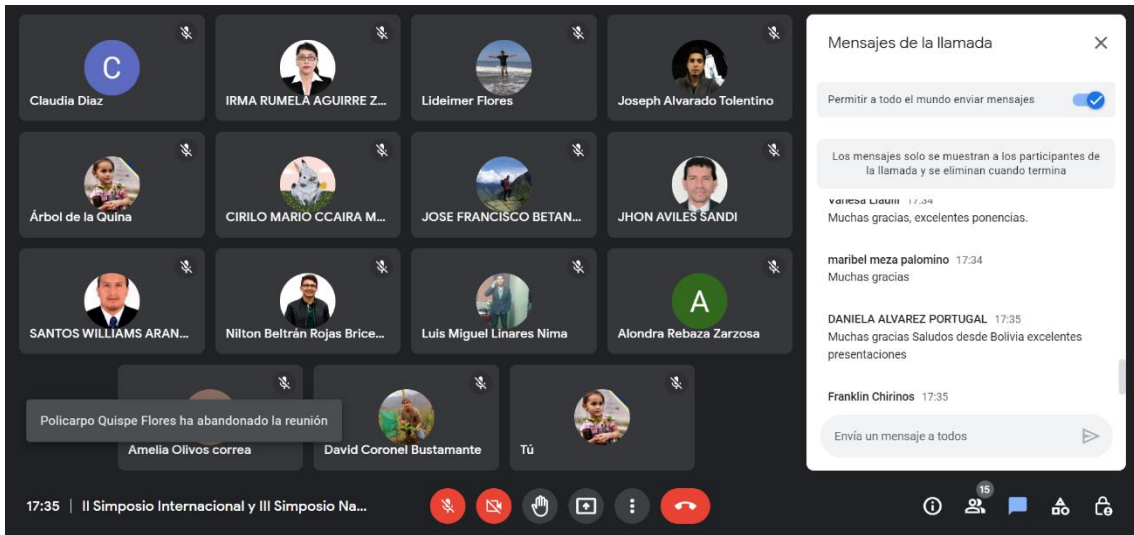 C
Claudia Diaz
IRMA RUMELA AGUIRRE Z...
Lideimer Flores
Joseph Alvarado Tolentino
Árbol de la Quina
CIRILO MARIO CCAIRA M...
JOSE FRANCISCO BETAN...
JHON AVILES SANDI
SANTOS WILLIAMS ARAN...
Nilton Beltrán Rojas Brice...
Luis Miguel Linares Nima
A
Alondra Rebaza Zarzosa
Policarpo Quispe Flores ha abandonado la reunión
Amelia Olivos correa
David Coronel Bustamante
Tú
17:35 | II Simposio Internacional y III Simposio Na...
15
Mensajes de la llamada
Permitir a todo el mundo enviar mensajes
Los mensajes solo se muestran a los participantes de
la llamada y se eliminan cuando termina
Vanesa 17:34
Muchas gracias, excelentes ponencias.
maribel meza palomino 17:34
Muchas gracias
DANIELA ALVAREZ PORTUGAL 17:35
Muchas gracias Saludos desde Bolivia excelentes
presentaciones
Franklin Chirinos 17:35
Envía un mensaje a todos